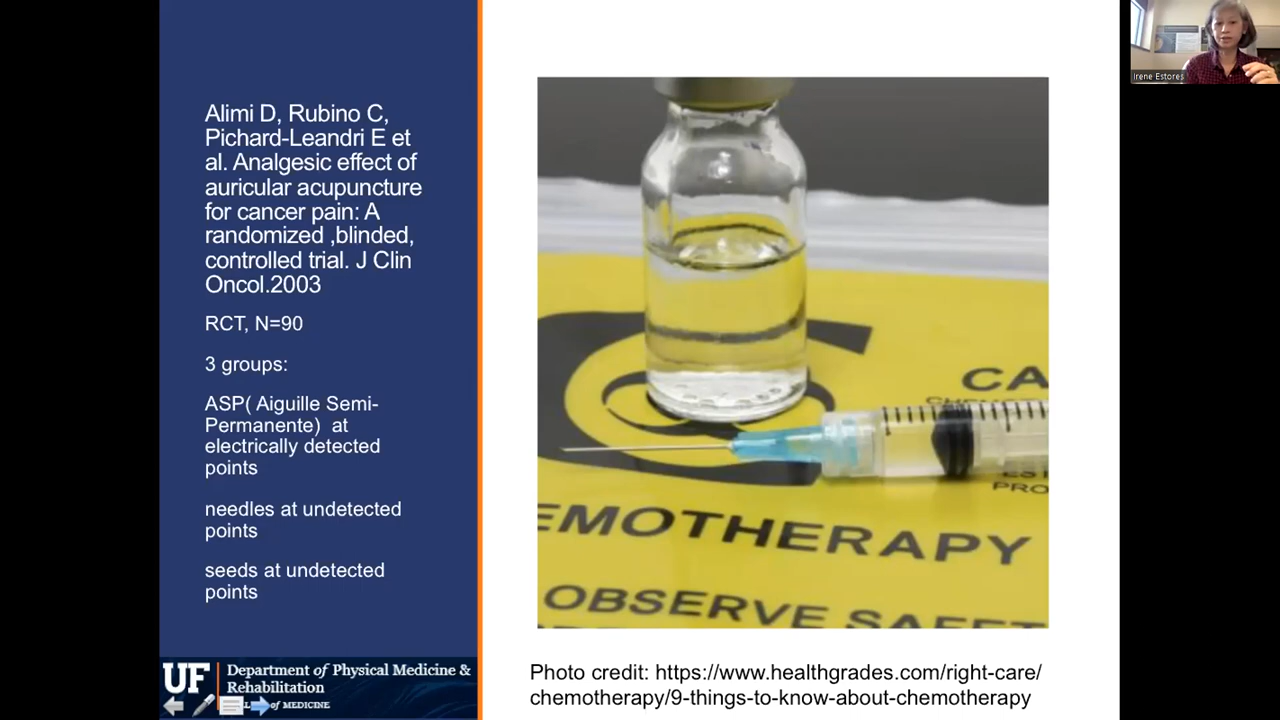 Alimi D, Rubino C,
Pichard-Leandri E et
al. Analgesic effect of
auricular acupuncture
for cancer pain: A
randomized ,blinded,
controlled trial. J Clin
Oncol.2003
RCT, N=90
3 groups:
ASP( Aiguille Semi-
Permanente)  at
electrically detected
points
needles at undetected
points
seeds at undetected
points
UF
Department of Physical Medicine &
Rehabilitation
of MEDICINE
CA
EMOTHERAPY
OBSERVE SAFET
Photo credit: https://www.healthgrades.com/right-care/
chemotherapy/9-things-to-know-about-chemotherapy
Irene Estores